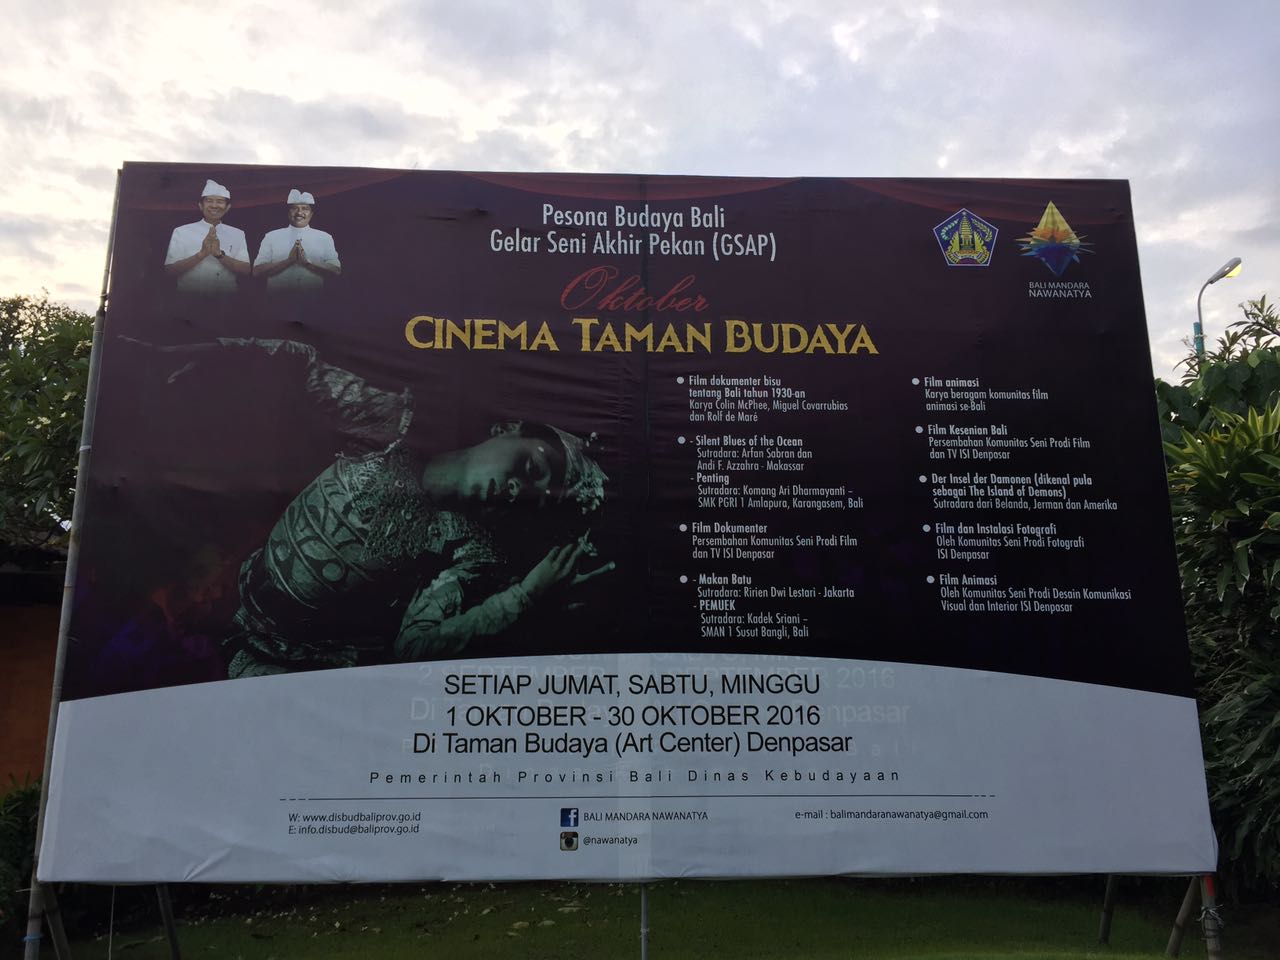 Pesona Budaya Bali
Gelar Seni Akhir Pekan (GSAP)
Oktober
CINEMA TAMAN BUDAYA
BALI MANDARA
NAWANATYA
Film dokumenter bisu
tentang Bali tahun 1930-an
Karya Colin McPhee, Miguel Covarrubias
dan Rolf de Maré
- Silent Blues of the Ocean
Sutradara: Arfan Sabran dan
Andi F. Azzahra - Makassar
- Penting
Sutradara: Komang Ari Dharmayanti –
SMK PGRI 1 Amlapura, Karangasem, Bali
Film Dokumenter
Persembahan Komunitas Seni Prodi Film
dan TV ISI Denpasar
- Makan Batu
Sutradara: Ririen Dwi Lestari - Jakarta
- PEMUEK
Sutradara: Kadek Sriani –
SMAN 1 Susut Bangli, Bali
Film animasi
Karya beragam komunitas film
animasi se-Bali
Film Kesenian Bali
Persembahan Komunitas Seni Prodi Film
dan TV ISI Denpasar
Der Insel der Damonen (dikenal pula
sebagai The Island of Demons)
Sutradara dari Belanda, Jerman dan Amerika
Film dan Instalasi Fotografi
Oleh Komunitas Seni Prodi Fotografi
ISI Denpasar
Film Animasi
Oleh Komunitas Seni Prodi Desain Komunikasi
Visual dan Interior ISI Denpasar
SETIAP JUMAT, SABTU, MINGGU
1 OKTOBER - 30 OKTOBER 2016
Di Taman Budaya (Art Center) Denpasar
Pemerintah Provinsi Bali Dinas Kebudayaan
W: www.disbudbaliprov.go.id
E: info.disbud@baliprov.go.id
BALI MANDARA NAWANATYA
@nawanatya
e-mail : balimandaranawanatya@gmail.com